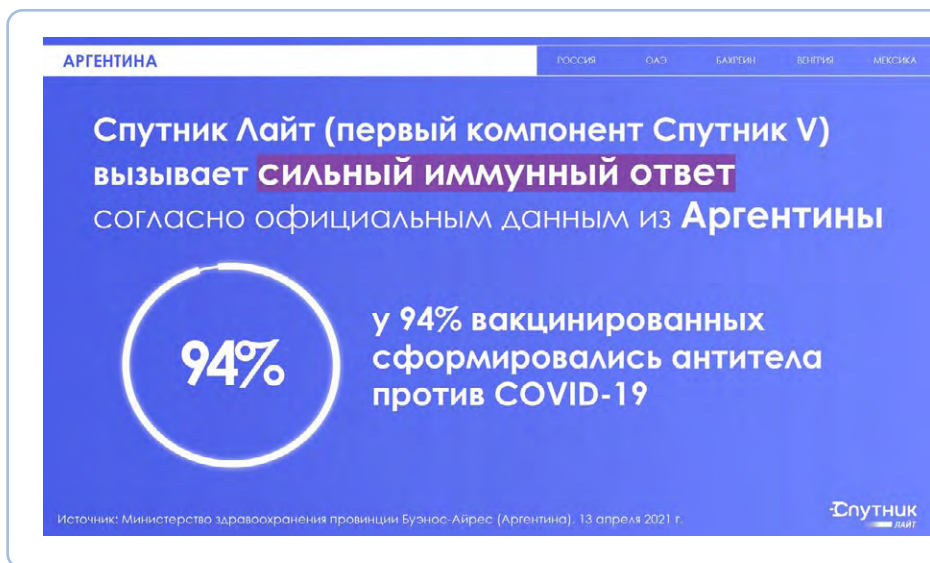 АРГЕНТИНА
РОССИЯ ОАЭ БАХРЕЙН ВЕНГРИЯ МЕКСИКА
Спутник Лайт (первый компонент Спутник V)
вызывает сильный иммунный ответ
согласно официальным данным из Аргентины
94%
у 94% вакцинированных
сформировались антитела
против COVID-19
Источник: Министерство здравоохранения провинции Буэнос-Айрес (Аргентина), 13 апреля 2021 г.
Спутник
ЛАЙТ